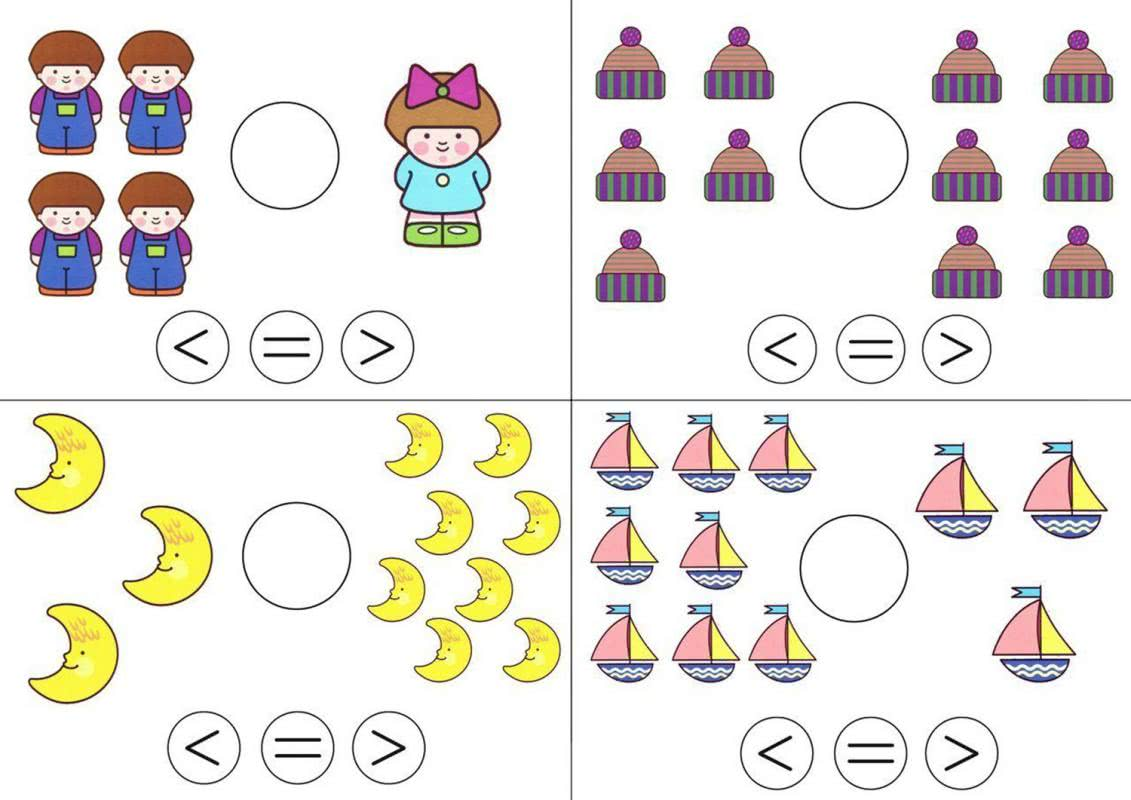 < = >
< = >
< = >
< = >